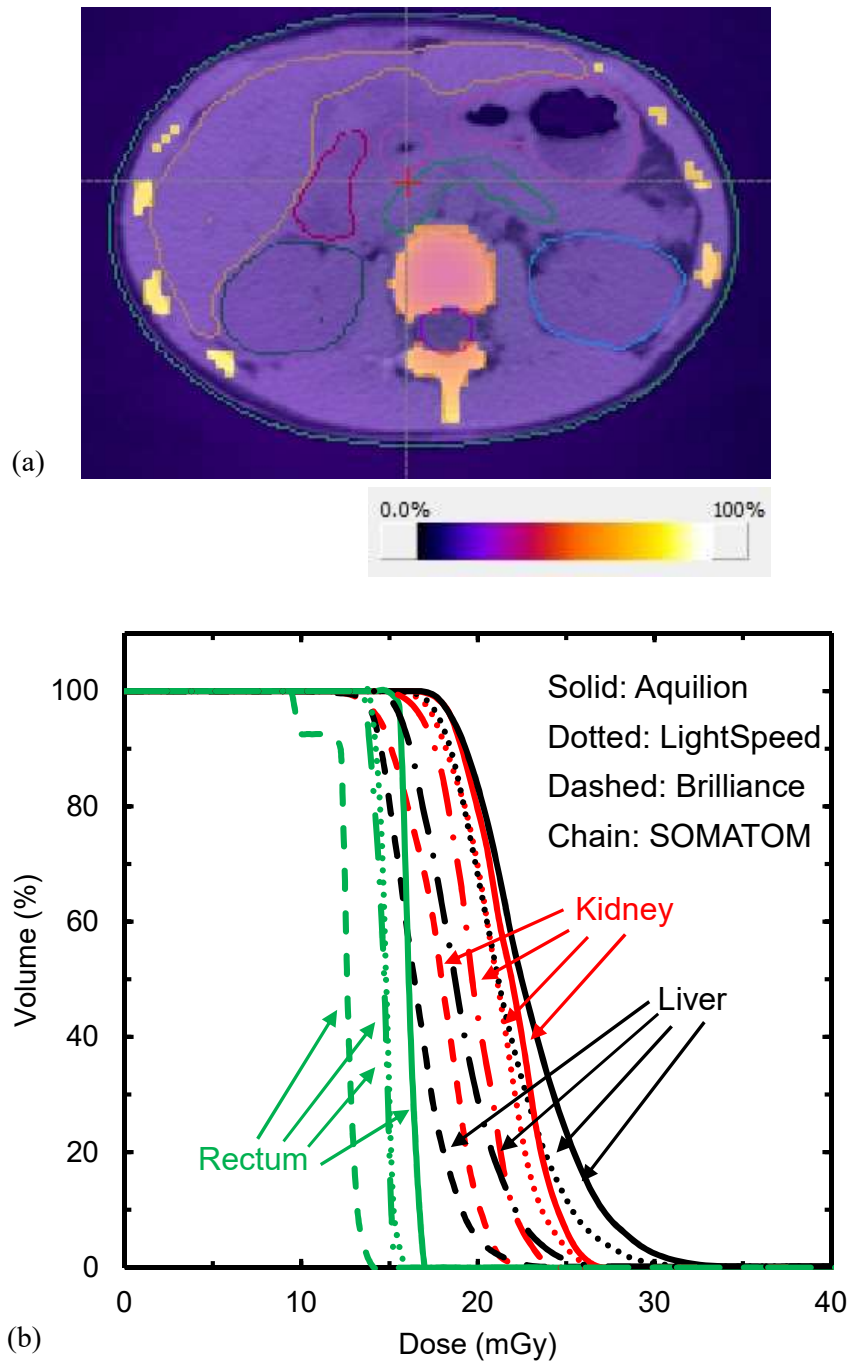 (a)
0.0% 100%
Solid: Aquilion
Dotted: LightSpeed
Dashed: Brilliance
Chain: SOMATOM
Kidney
Liver
Rectum
Volume (%)
100
80
60
40
20
0
0 10 20 30 40
Dose (mGy)
(b)